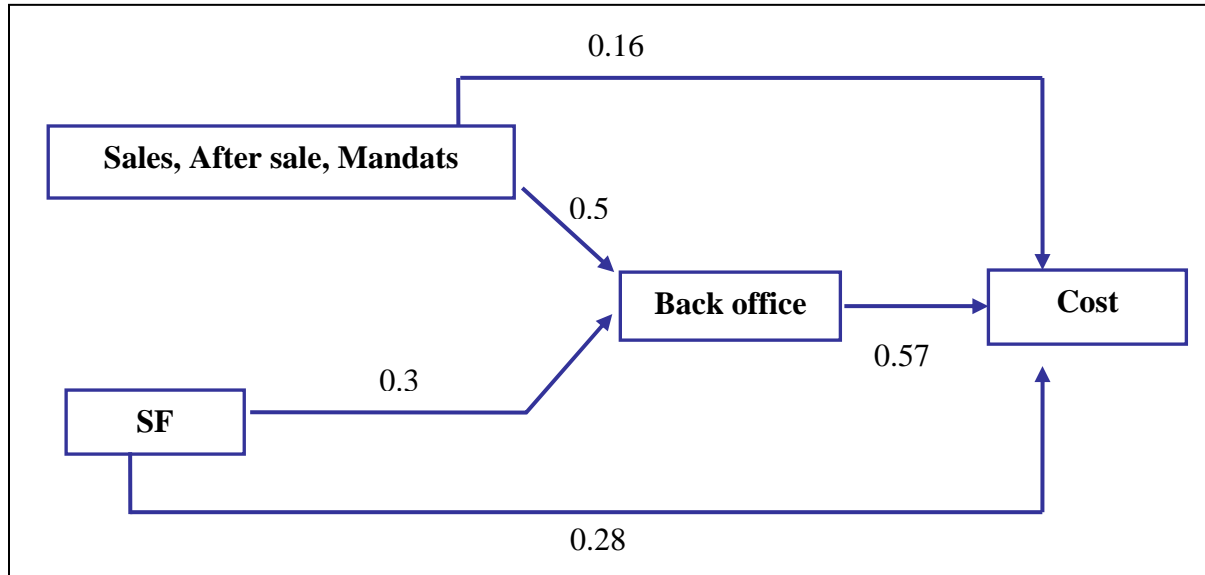 0.16
Sales, After sale, Mandats
0.5
Back office
Cost
0.57
0.3
SF
0.28